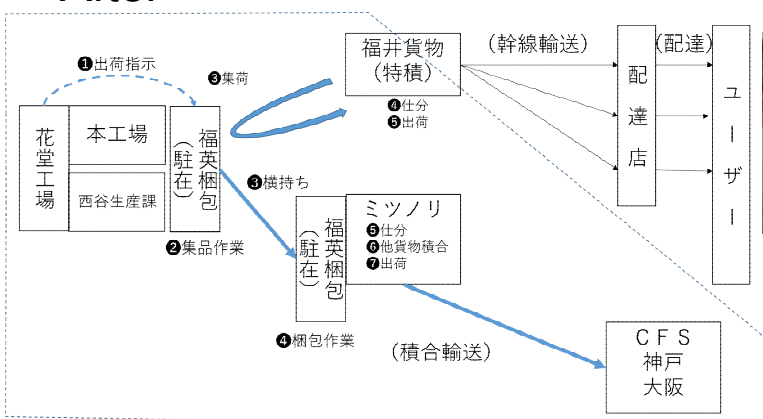 ❶出荷指示
❸集荷
花堂工場
本工場
西谷生産課
福英梱包
（駐在）
❷集品作業
福井貨物
（特積）
❹仕分
❺出荷
（幹線輸送）
（配達）
配達店
ユーザー
❸横持ち
福英梱包
（駐在）
ミツノリ
❺仕分
❻他貨物積合
❼出荷
❹梱包作業
（積合輸送）
ＣＦＳ
神戸
大阪